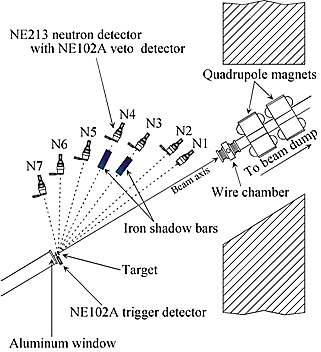 NE213 neutron detector
with NE102A veto detector
Quadrupole magnets
N4
N3
N5
N2
N6
N1
N7
To beam dump
Beam axis
Wire chamber
Iron shadow bars
Target
NE102A trigger detector
Aluminum window